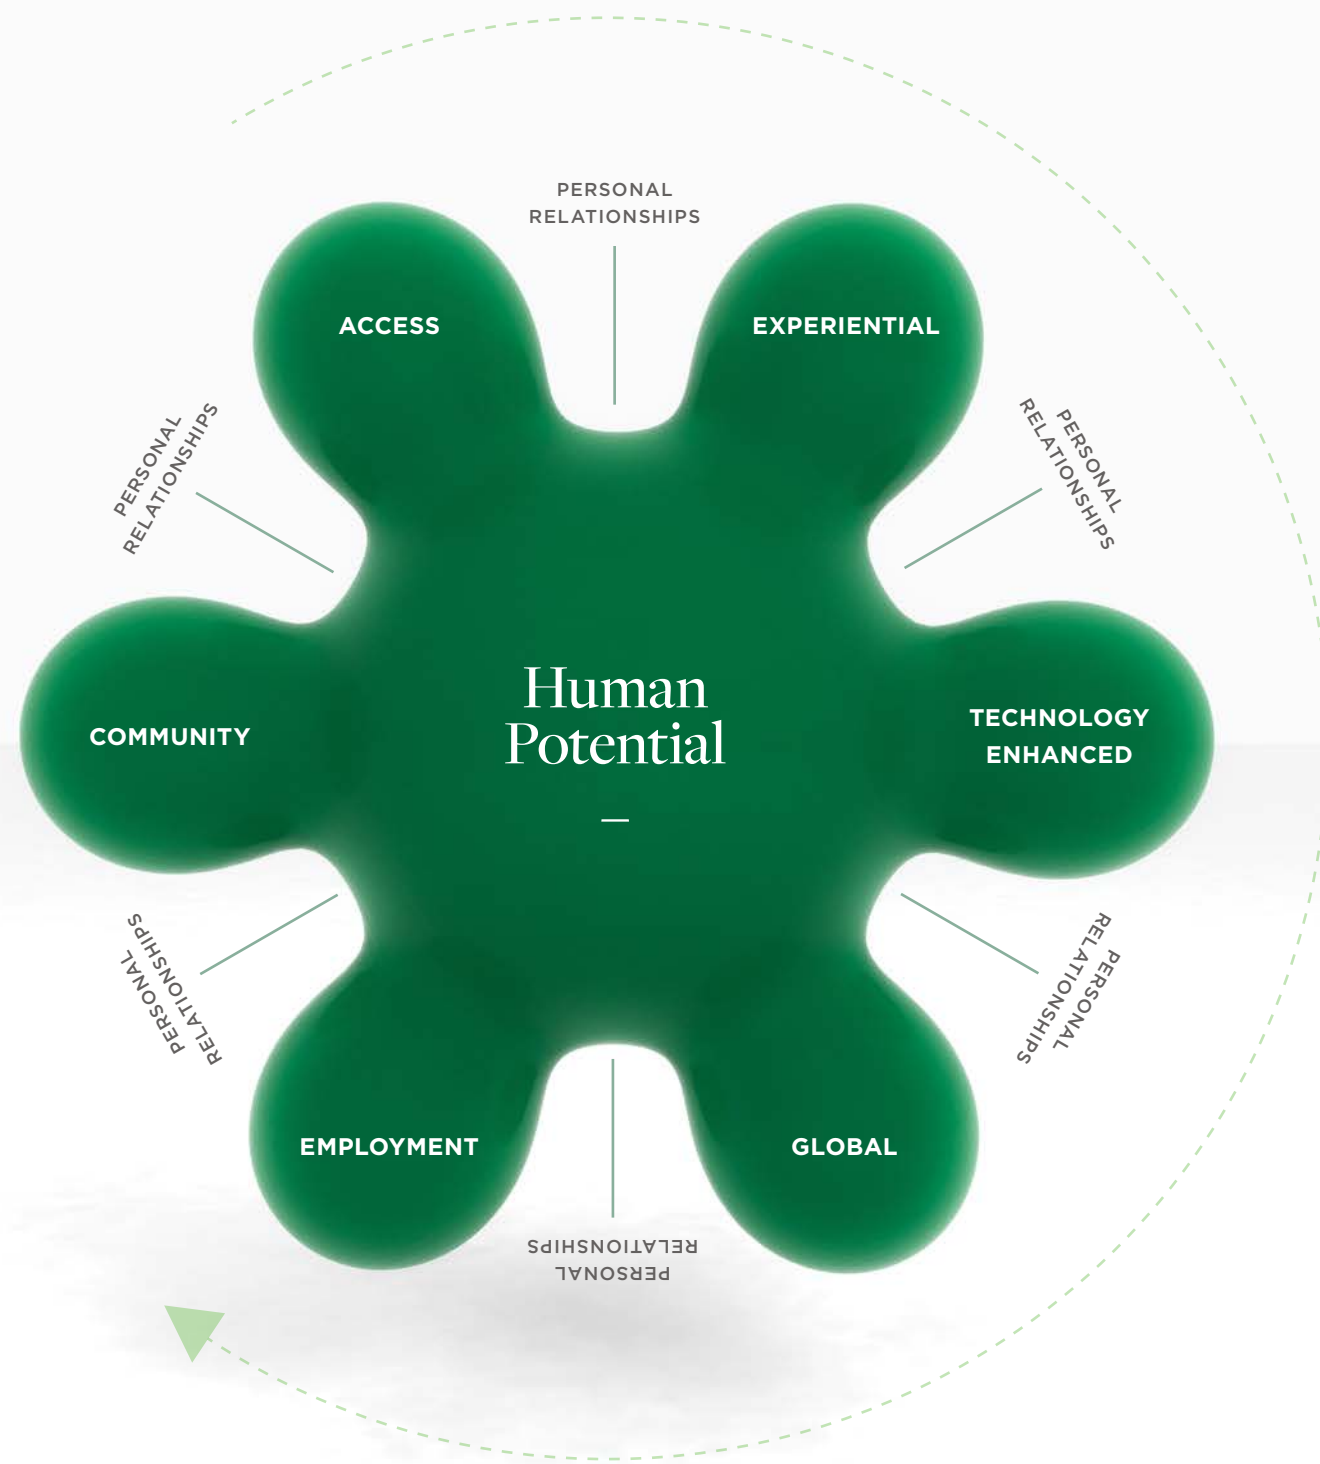 PERSONAL
RELATIONSHIPS
ACCESS
EXPERIENTIAL
PERSONAL
RELATIONSHIPS
PERSONAL
RELATIONSHIPS
Human
Potential
—
COMMUNITY
TECHNOLOGY
ENHANCED
PERSONAL
RELATIONSHIPS
PERSONAL
RELATIONSHIPS
EMPLOYMENT
GLOBAL
PERSONAL
RELATIONSHIPS